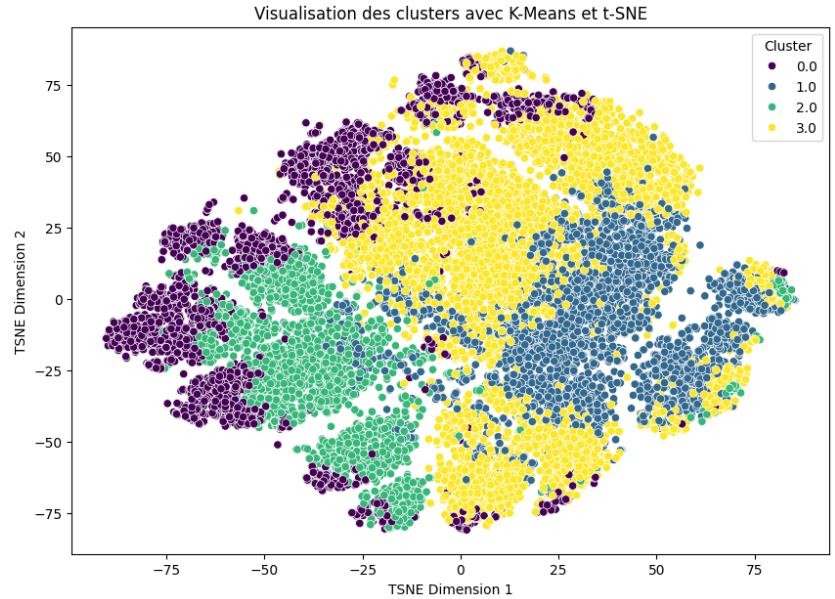 Visualisation des clusters avec K-Means et t-SNE
Cluster
0.0
1.0
2.0
3.0
TSNE Dimension 2
75
50
25
0
−25
−50
−75
−75 −50 −25 0 25 50 75
TSNE Dimension 1